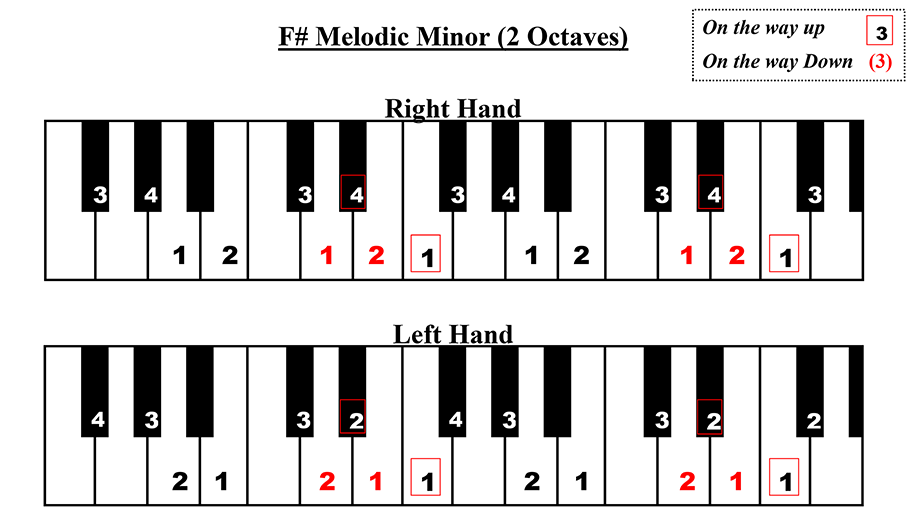 F# Melodic Minor (2 Octaves)
On the way up 3
On the way Down (3)
Right Hand
3 4 3 4 3 4 3 4 3
1 2 1 2 1 1 2 1 2 1
Left Hand
4 3 3 2 4 3 3 2 2
2 1 2 1 1 2 1 2 1 1